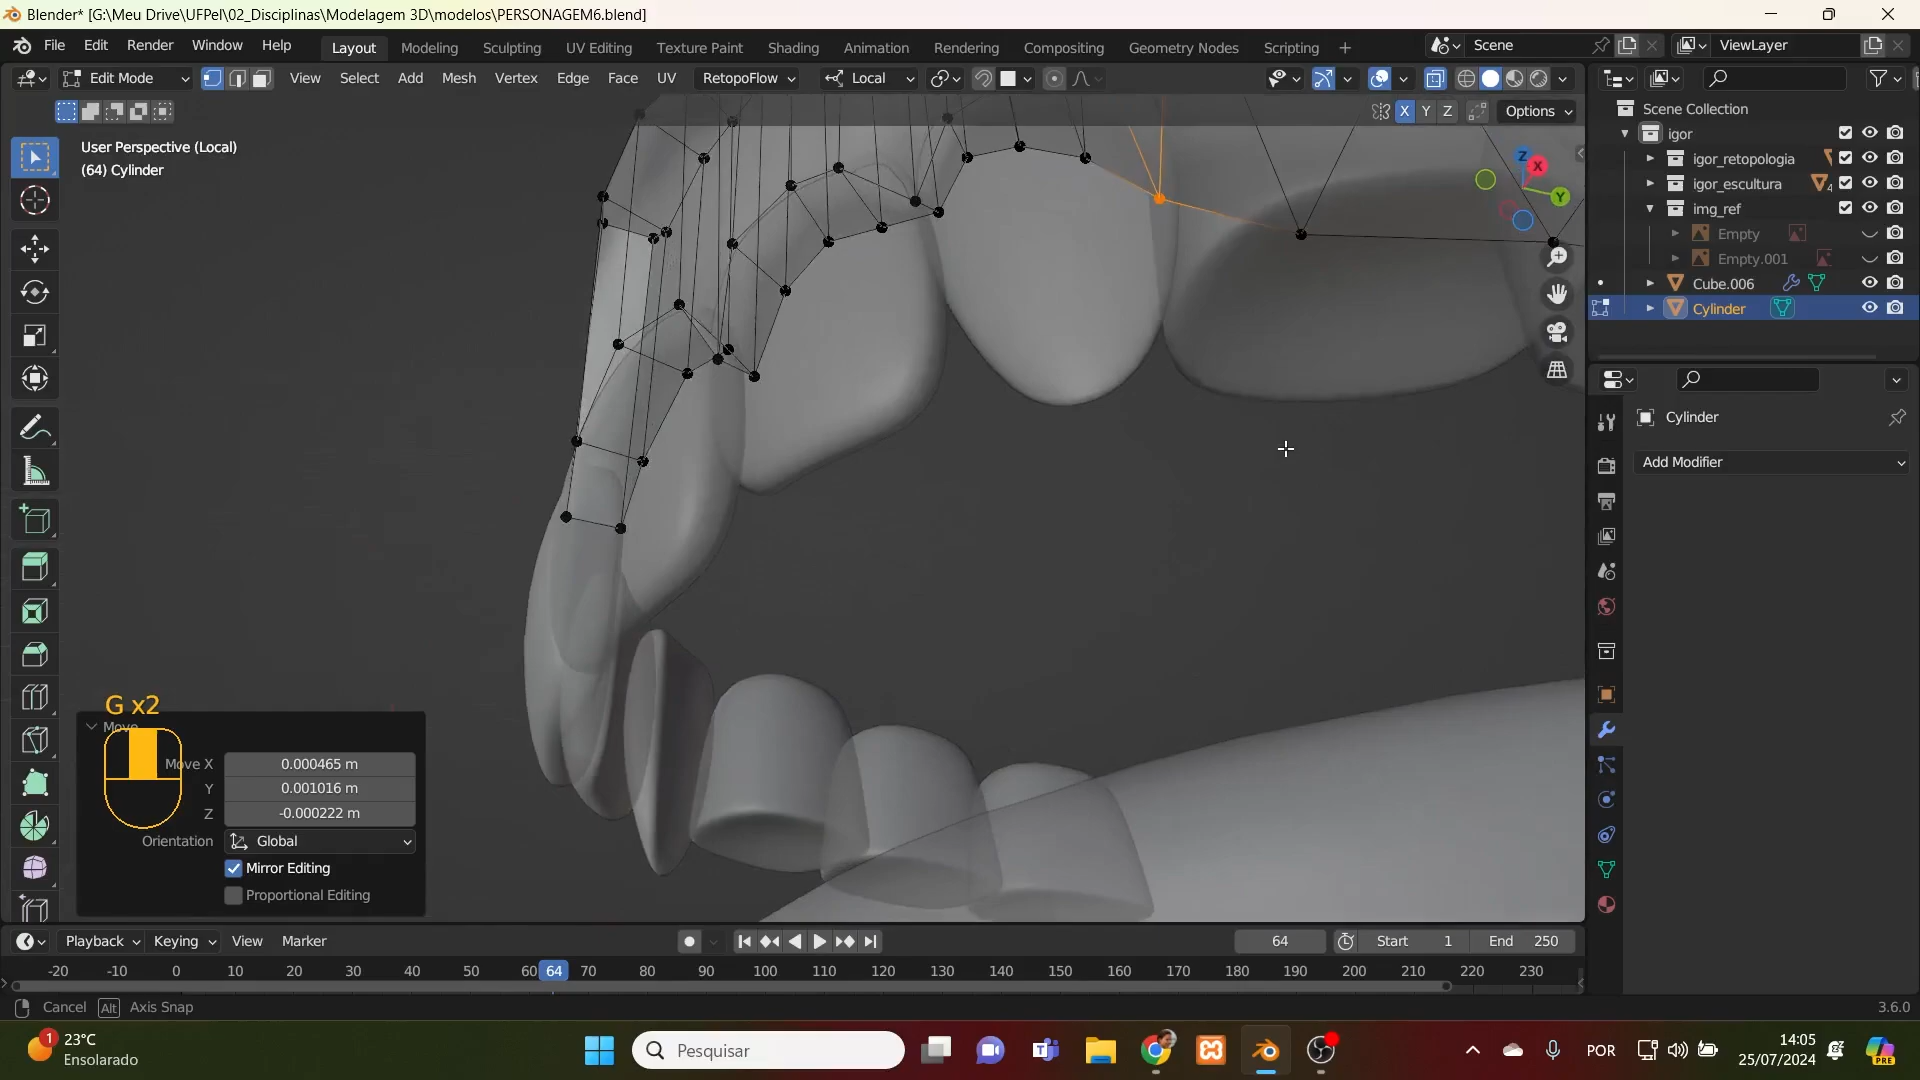 Blender* [G:\Meu Drive\UFPel\02_Disciplinas\Modelagem 3D\modelos\PERSONAGEM6.blend]
File Edit Render Window Help Layout Modeling Sculpting UV Editing Texture Paint Shading Animation Rendering Compositing Geometry Nodes Scripting + Scene ViewLayer
Edit Mode View Select Add Mesh Vertex Edge Face UV RetopoFlow Local
X Y Z Options
User Perspective (Local)
(64) Cylinder
Z X Y
Scene Collection
igor
igor_retopologia
igor_escultura 4
img_ref
Empty
Empty.001
Cube.006
Cylinder
Cylinder
Add Modifier
G x2
Move
Move X 0.000465 m
Y 0.001016 m
Z -0.000222 m
Orientation Global
Mirror Editing
Proportional Editing
Playback Keying View Marker 64 Start 1 End 250
-20 -10 0 10 20 30 40 50 60 64 70 80 90 100 110 120 130 140 150 160 170 180 190 200 210 220 230
Cancel Alt Axis Snap 3.6.0
1 23°C
Ensolarado
Pesquisar
POR
14:05
25/07/2024
PRE